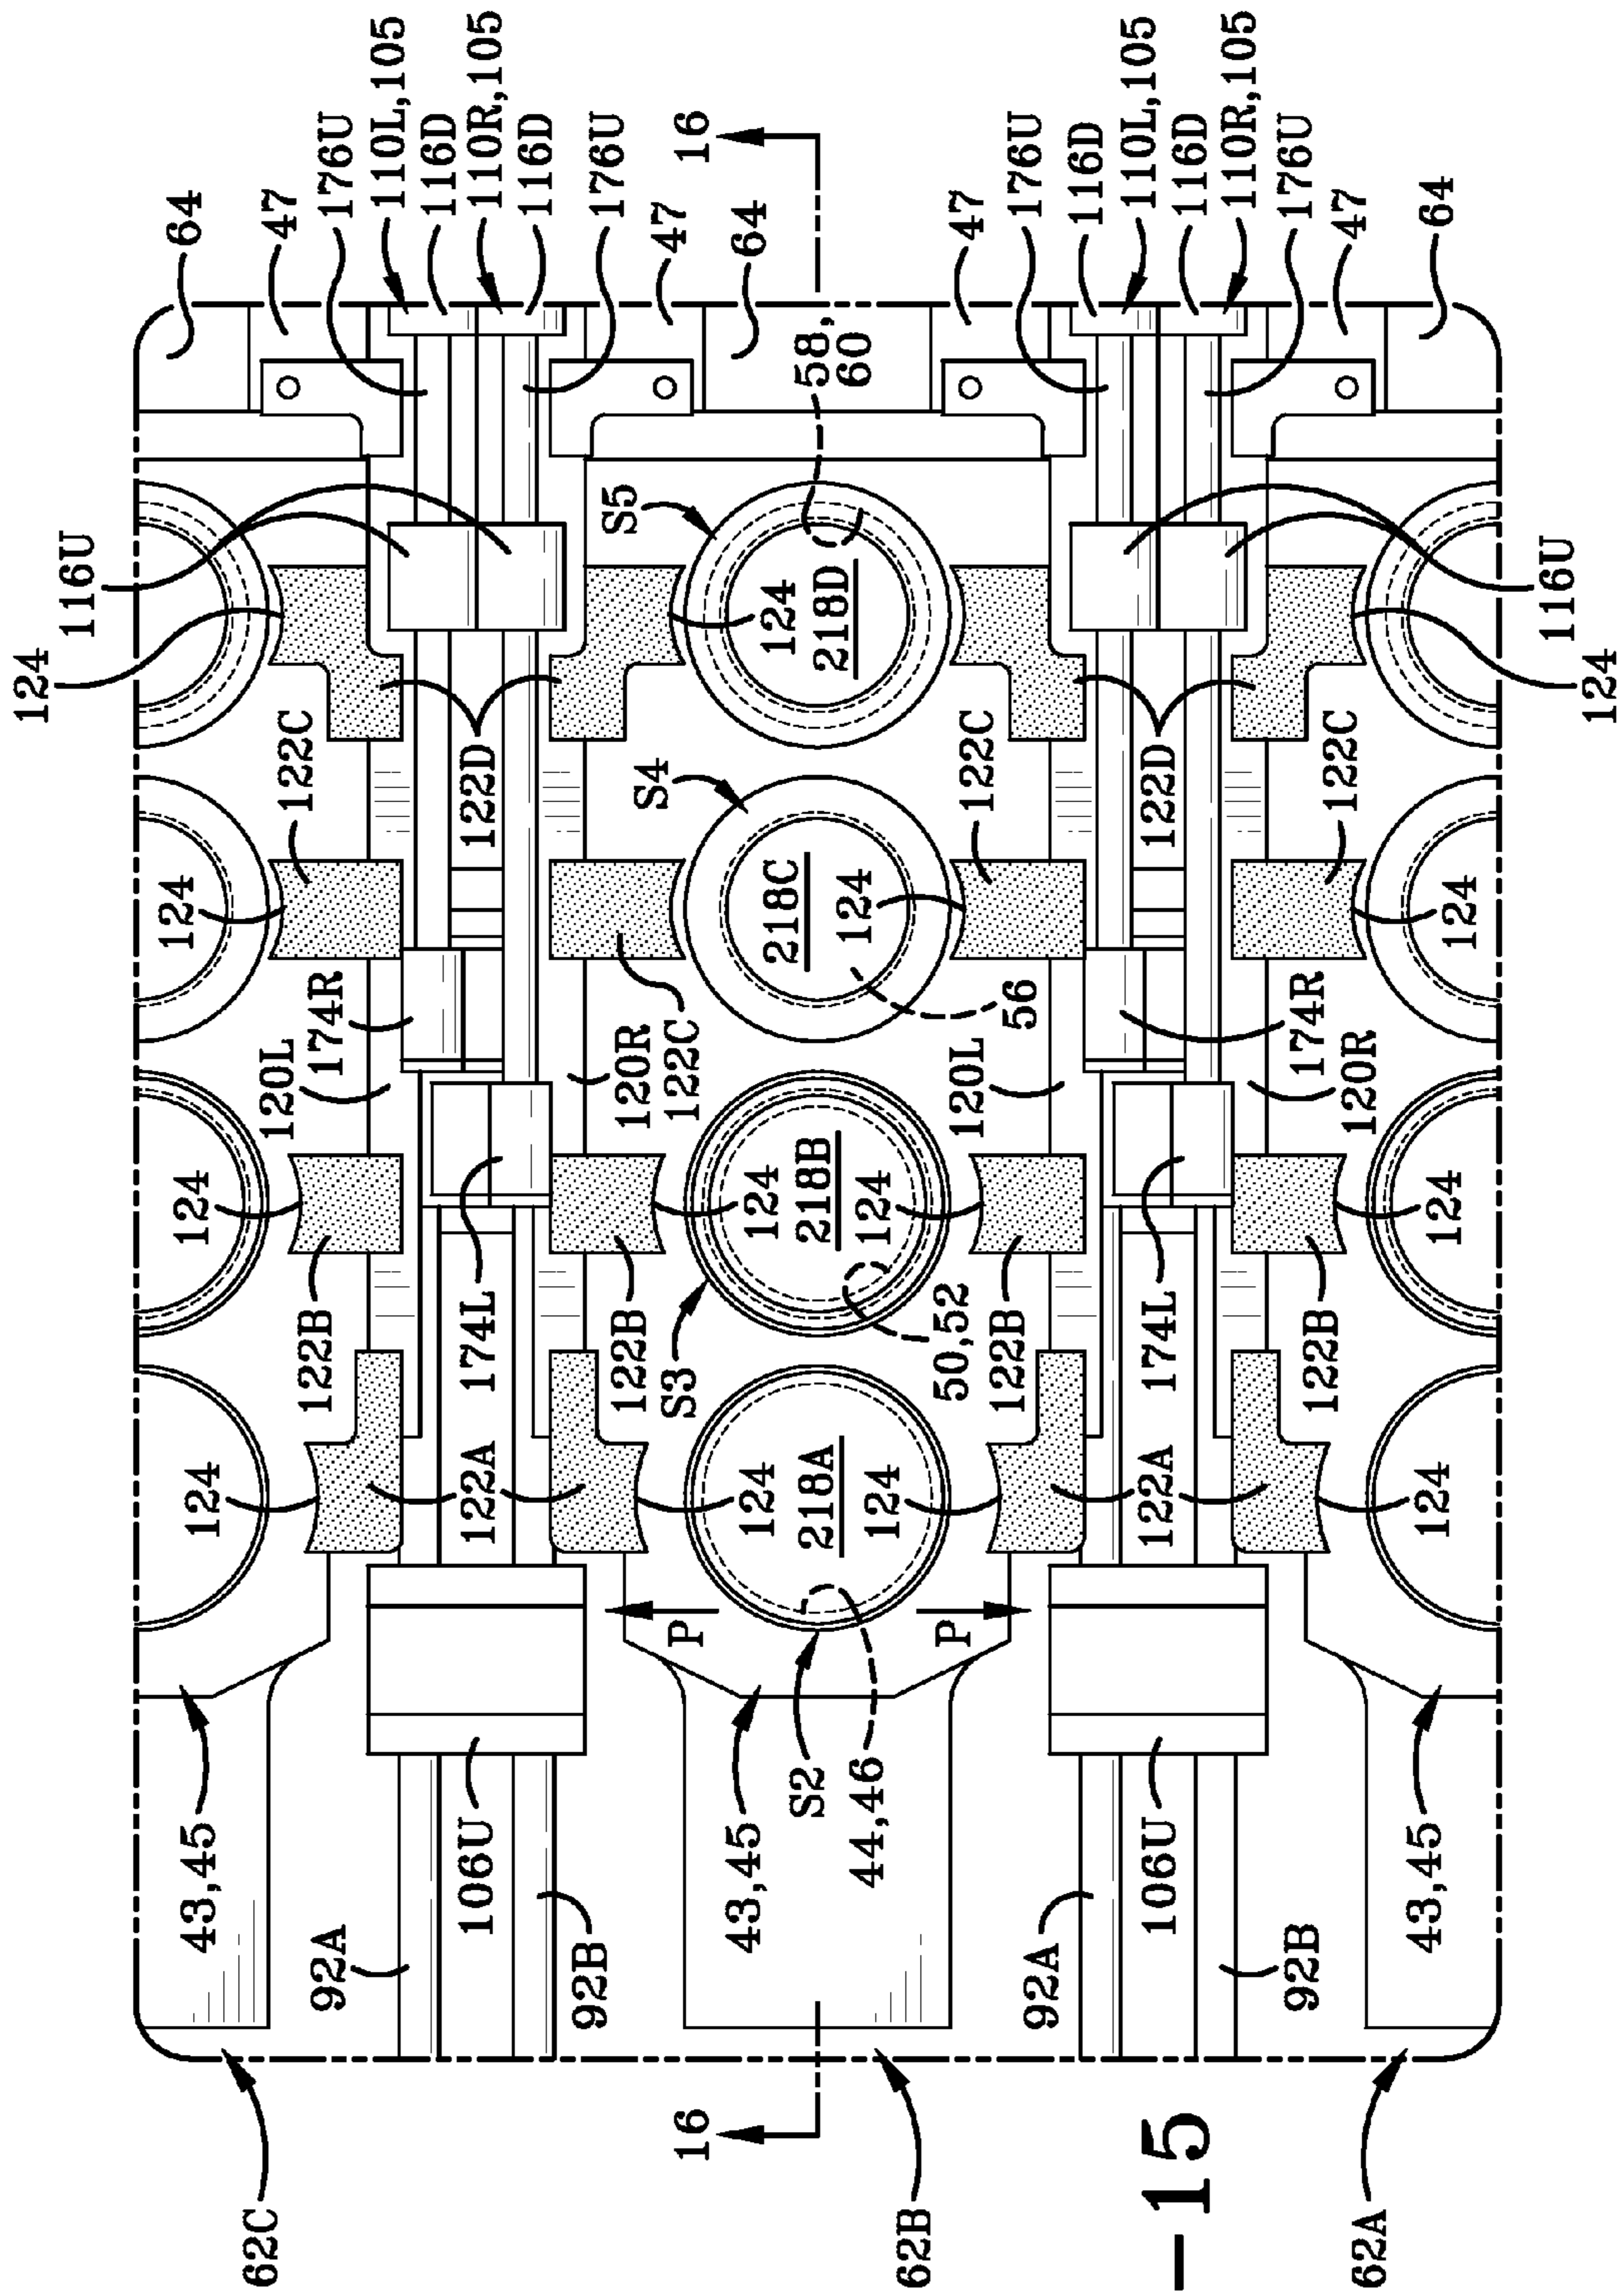 124
116U
43,45
124
124
124
64
62C
120L
122C
47
122B
92A
174R
176U
110L,105
116D
106U
122A
174L
122D
110R,105
116D
92B
176U
S5
122B
120R
S4
47
S3
122C
P
16
16
43,45
124
124
124
64
218C
S2
218A
218B
218D
58,
60
44,46
124
124
124
62B
P
50,52
120L
122C
47
122B
56
92A
176U
116D
110L,105
106U
122A
174L
122D
-15
116D
110R,105
92B
174R
176U
122B
120R
122C
47
62A
43,45
124
124
124
64
116U
124